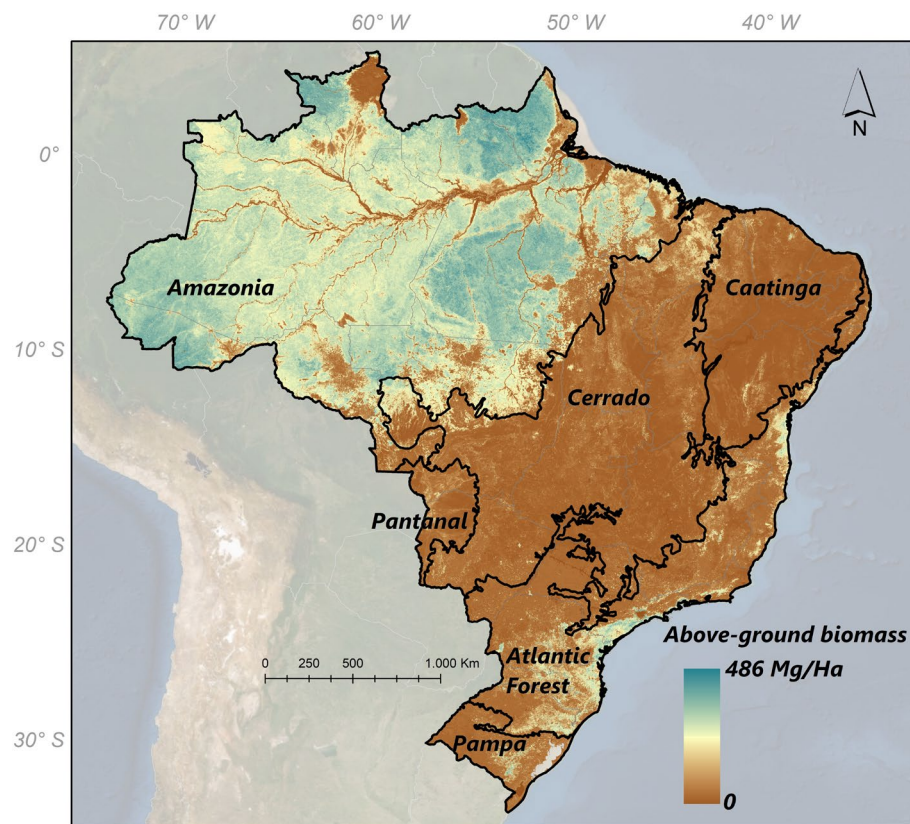 70° W
60° W
50° W
40° W
N
0°
Amazonia
Caatinga
10° S
Cerrado
Pantanal
20° S
Above-ground biomass
0
250
500
1.000 Km
Atlantic
Forest
486 Mg/Ha
30° S
Pampa
0